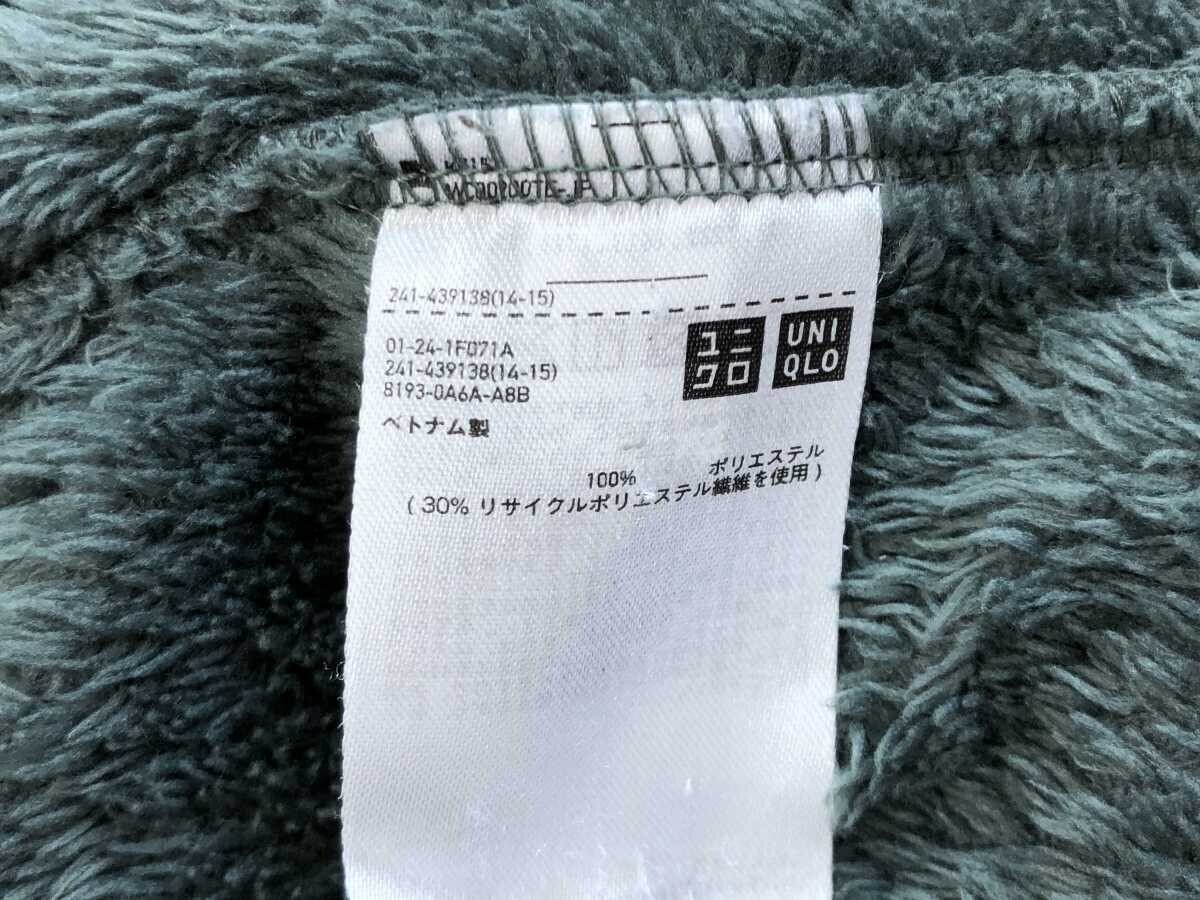 241-439138(14-15)
01-24-1F071A
241-439138(14-15)
8193-0A6A-A8B
ベトナム製
ユニ
クロ
UNI
QLO
100% ポリエステル
( 30% リサイクルポリエステル繊維を使用 )